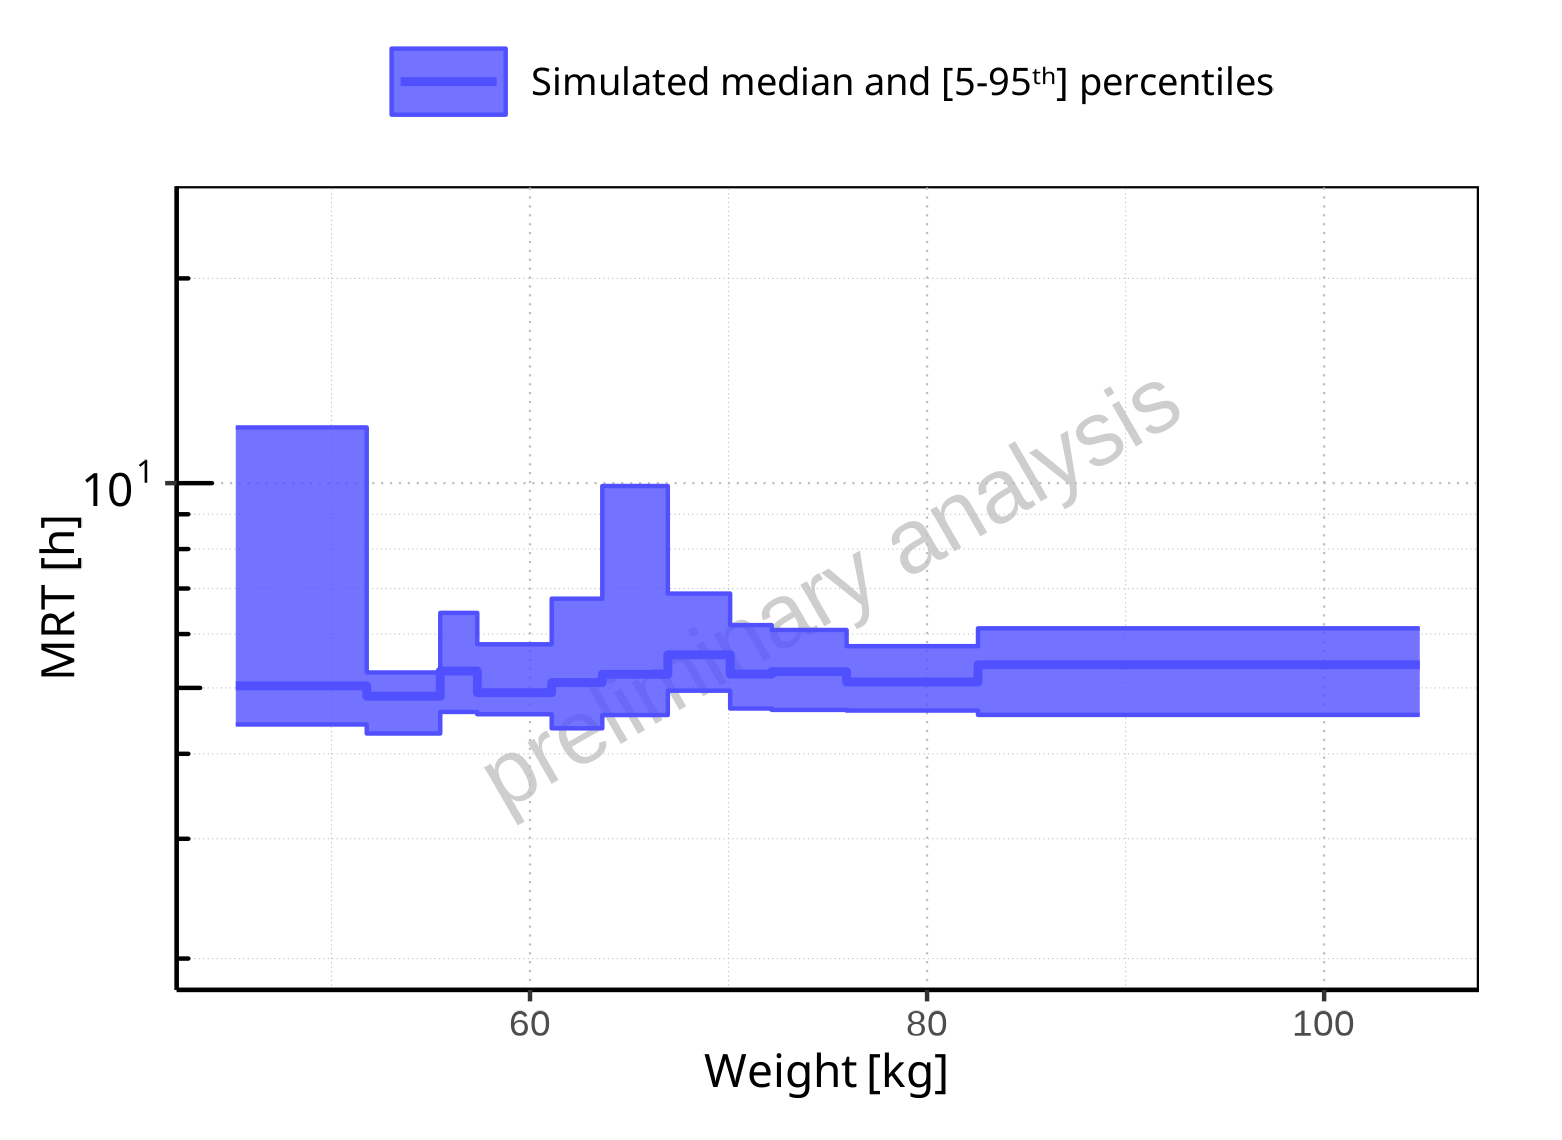 Simulated median and [5-95ᵗʰ] percentiles
10¹
MRT [h]
preliminary analysis
60 80 100
Weight [kg]